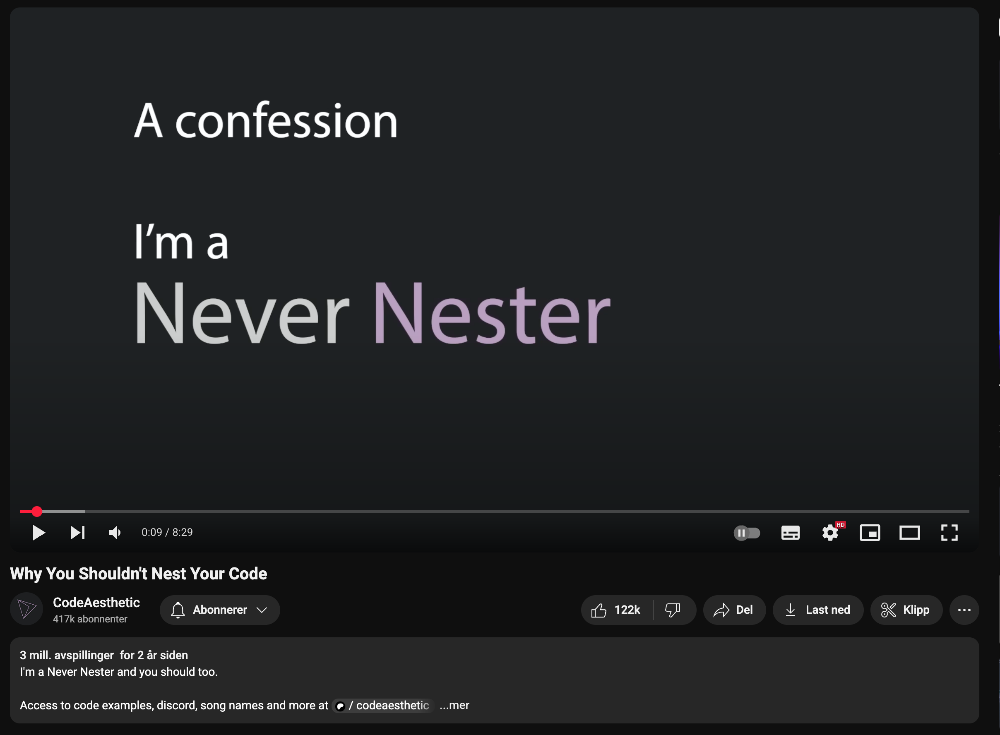 A confession
I’m a
Never Nester
0:09 / 8:29
HD
Why You Shouldn't Nest Your Code
CodeAesthetic
417k abonnenter
Abonnerer
122k
Del
Last ned
Klipp
3 mill. avspillinger  for 2 år siden
I'm a Never Nester and you should too.
Access to code examples, discord, song names and more at / codeaesthetic ...mer